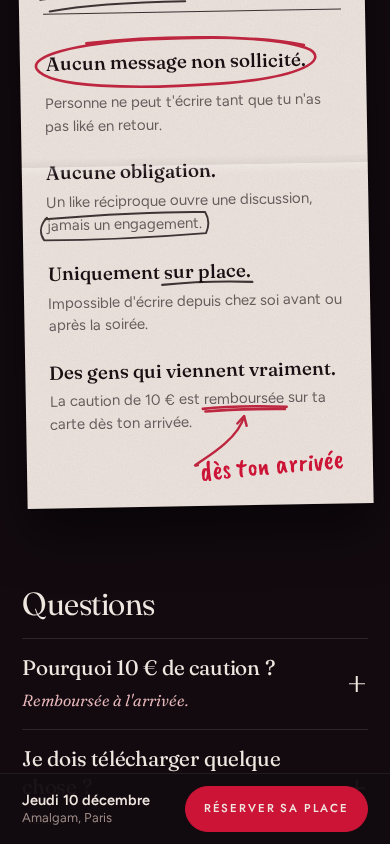 Aucun message non sollicité.
Personne ne peut t'écrire tant que tu n'as
pas liké en retour.
Aucune obligation.
Un like réciproque ouvre une discussion,
jamais un engagement.
Uniquement sur place.
Impossible d'écrire depuis chez soi avant ou
après la soirée.
Des gens qui viennent vraiment.
La caution de 10 € est remboursée sur ta
carte dès ton arrivée.
dès ton arrivée
Questions
Pourquoi 10 € de caution ?
+
Remboursée à l'arrivée.
Je dois télécharger quelque
chose ?
Jeudi 10 décembre
Amalgam, Paris
RÉSERVER SA PLACE